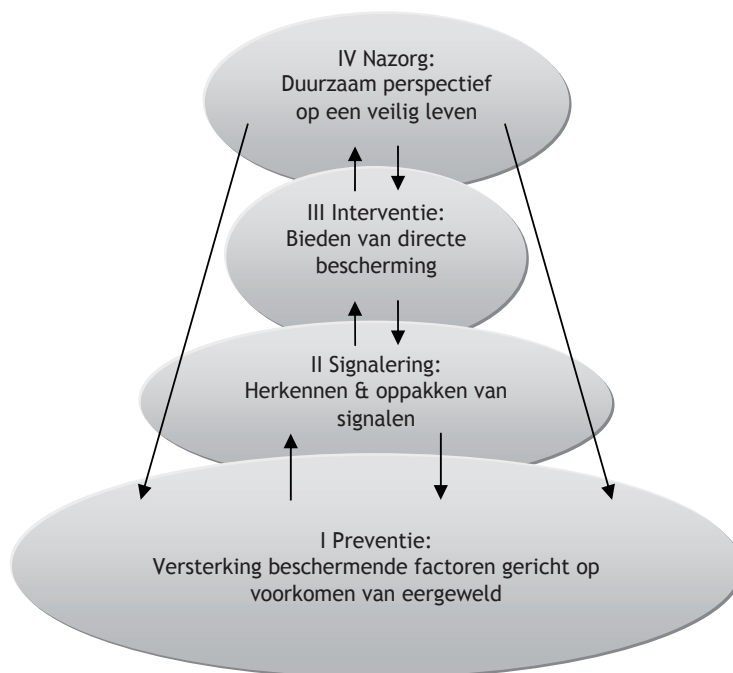 IV Nazorg:
Duurzaam perspectief
op een veilig leven
III Interventie:
Bieden van directe
bescherming
II Signalering:
Herkennen & oppakken van
signalen
I Preventie:
Versterking beschermende factoren gericht op
voorkomen van eergeweld